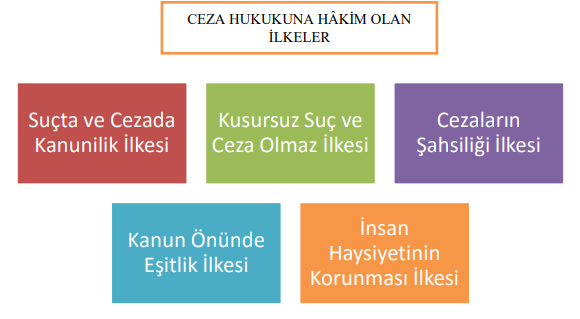 CEZA HUKUKUNA HÂKİM OLAN
İLKELER
Suçta ve Cezada
Kanunilik İlkesi
Kusursuz Suç ve
Ceza Olmaz İlkesi
Cezaların
Şahsiliği İlkesi
Kanun Önünde
Eşitlik İlkesi
İnsan
Haysiyetinin
Korunması İlkesi